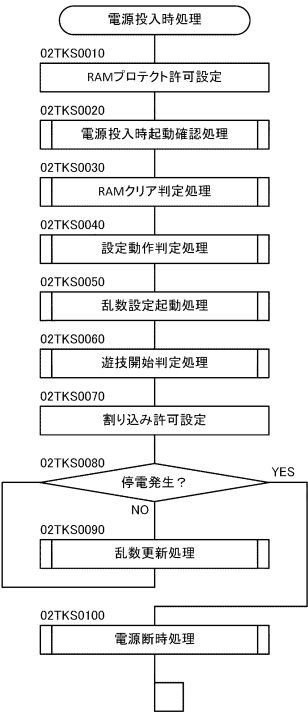 電源投入時処理
02TKS0010
RAMプロテクト許可設定
02TKS0020
電源投入時起動確認処理
02TKS0030
RAMクリア判定処理
02TKS0040
設定動作判定処理
02TKS0050
乱数設定起動処理
02TKS0060
遊技開始判定処理
02TKS0070
割り込み許可設定
02TKS0080
停電発生？
YES
NO
02TKS0090
乱数更新処理
02TKS0100
電源断時処理